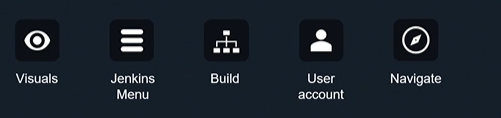 Visuals
Jenkins
Menu
Build
User
account
Navigate